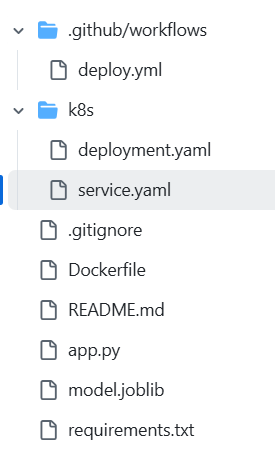 .github/workflows
deploy.yml
k8s
deployment.yaml
service.yaml
.gitignore
Dockerfile
README.md
app.py
model.joblib
requirements.txt